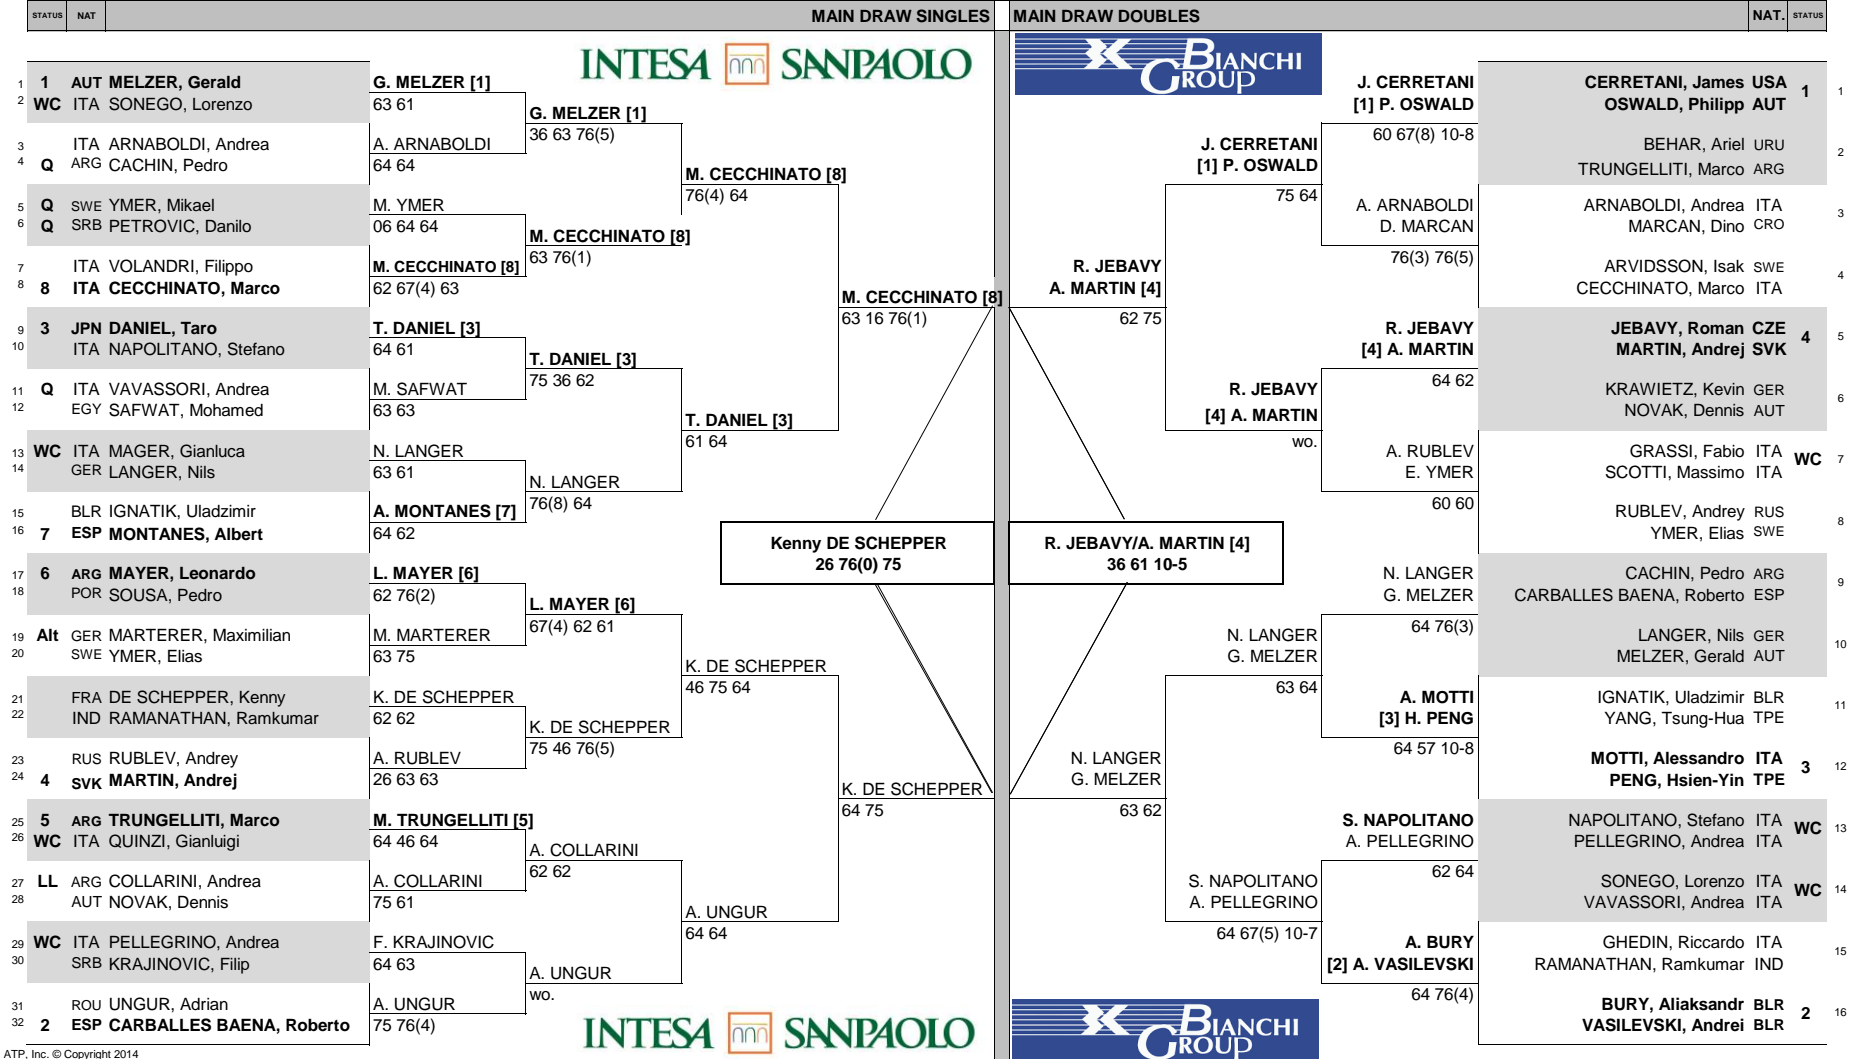 STATUS NAT MAIN DRAW SINGLES MAIN DRAW DOUBLES NAT. STATUS
INTESA SANPAOLO
BIANCHI GROUP
1 1 AUT MELZER, Gerald
2 WC ITA SONEGO, Lorenzo
3 ITA ARNABOLDI, Andrea
4 Q ARG CACHIN, Pedro
5 Q SWE YMER, Mikael
6 Q SRB PETROVIC, Danilo
7 ITA VOLANDRI, Filippo
8 8 ITA CECCHINATO, Marco
9 3 JPN DANIEL, Taro
10 ITA NAPOLITANO, Stefano
11 Q ITA VAVASSORI, Andrea
12 EGY SAFWAT, Mohamed
13 WC ITA MAGER, Gianluca
14 GER LANGER, Nils
15 BLR IGNATIK, Uladzimir
16 7 ESP MONTANES, Albert
17 6 ARG MAYER, Leonardo
18 POR SOUSA, Pedro
19 Alt GER MARTERER, Maximilian
20 SWE YMER, Elias
21 FRA DE SCHEPPER, Kenny
22 IND RAMANATHAN, Ramkumar
23 RUS RUBLEV, Andrey
24 4 SVK MARTIN, Andrej
25 5 ARG TRUNGELLITI, Marco
26 WC ITA QUINZI, Gianluigi
27 LL ARG COLLARINI, Andrea
28 AUT NOVAK, Dennis
29 WC ITA PELLEGRINO, Andrea
30 SRB KRAJINOVIC, Filip
31 ROU UNGUR, Adrian
32 2 ESP CARBALLES BAENA, Roberto
G. MELZER [1]
63 61
A. ARNABOLDI
64 64
M. YMER
06 64 64
M. CECCHINATO [8]
62 67(4) 63
T. DANIEL [3]
64 61
M. SAFWAT
63 63
N. LANGER
63 61
A. MONTANES [7]
64 62
L. MAYER [6]
62 76(2)
M. MARTERER
63 75
K. DE SCHEPPER
62 62
A. RUBLEV
26 63 63
M. TRUNGELLITI [5]
64 46 64
A. COLLARINI
75 61
F. KRAJINOVIC
64 63
A. UNGUR
75 76(4)
G. MELZER [1]
36 63 76(5)
M. CECCHINATO [8]
63 76(1)
T. DANIEL [3]
75 36 62
N. LANGER
76(8) 64
L. MAYER [6]
67(4) 62 61
K. DE SCHEPPER
75 46 76(5)
A. COLLARINI
62 62
A. UNGUR
wo.
M. CECCHINATO [8]
76(4) 64
T. DANIEL [3]
61 64
K. DE SCHEPPER
46 75 64
A. UNGUR
64 64
M. CECCHINATO [8]
63 16 76(1)
K. DE SCHEPPER
64 75
Kenny DE SCHEPPER
26 76(0) 75
R. JEBAVY/A. MARTIN [4]
36 61 10-5
R. JEBAVY
A. MARTIN [4]
62 75
N. LANGER
G. MELZER
63 62
J. CERRETANI
[1] P. OSWALD
75 64
R. JEBAVY
[4] A. MARTIN
wo.
N. LANGER
G. MELZER
63 64
S. NAPOLITANO
A. PELLEGRINO
64 67(5) 10-7
J. CERRETANI
[1] P. OSWALD
60 67(8) 10-8
A. ARNABOLDI
D. MARCAN
76(3) 76(5)
R. JEBAVY
[4] A. MARTIN
64 62
A. RUBLEV
E. YMER
60 60
N. LANGER
G. MELZER
64 76(3)
A. MOTTI
[3] H. PENG
64 57 10-8
S. NAPOLITANO
A. PELLEGRINO
62 64
A. BURY
[2] A. VASILEVSKI
64 76(4)
CERRETANI, James USA
OSWALD, Philipp AUT 1 1
BEHAR, Ariel URU
TRUNGELLITI, Marco ARG 2
ARNABOLDI, Andrea ITA
MARCAN, Dino CRO 3
ARVIDSSON, Isak SWE
CECCHINATO, Marco ITA 4
JEBAVY, Roman CZE
MARTIN, Andrej SVK 4 5
KRAWIETZ, Kevin GER
NOVAK, Dennis AUT 6
GRASSI, Fabio ITA
SCOTTI, Massimo ITA WC 7
RUBLEV, Andrey RUS
YMER, Elias SWE 8
CACHIN, Pedro ARG
CARBALLES BAENA, Roberto ESP 9
LANGER, Nils GER
MELZER, Gerald AUT 10
IGNATIK, Uladzimir BLR
YANG, Tsung-Hua TPE 11
MOTTI, Alessandro ITA
PENG, Hsien-Yin TPE 3 12
NAPOLITANO, Stefano ITA
PELLEGRINO, Andrea ITA WC 13
SONEGO, Lorenzo ITA
VAVASSORI, Andrea ITA WC 14
GHEDIN, Riccardo ITA
RAMANATHAN, Ramkumar IND 15
BURY, Aliaksandr BLR
VASILEVSKI, Andrei BLR 2 16
INTESA SANPAOLO
BIANCHI GROUP
ATP, Inc. © Copyright 2014